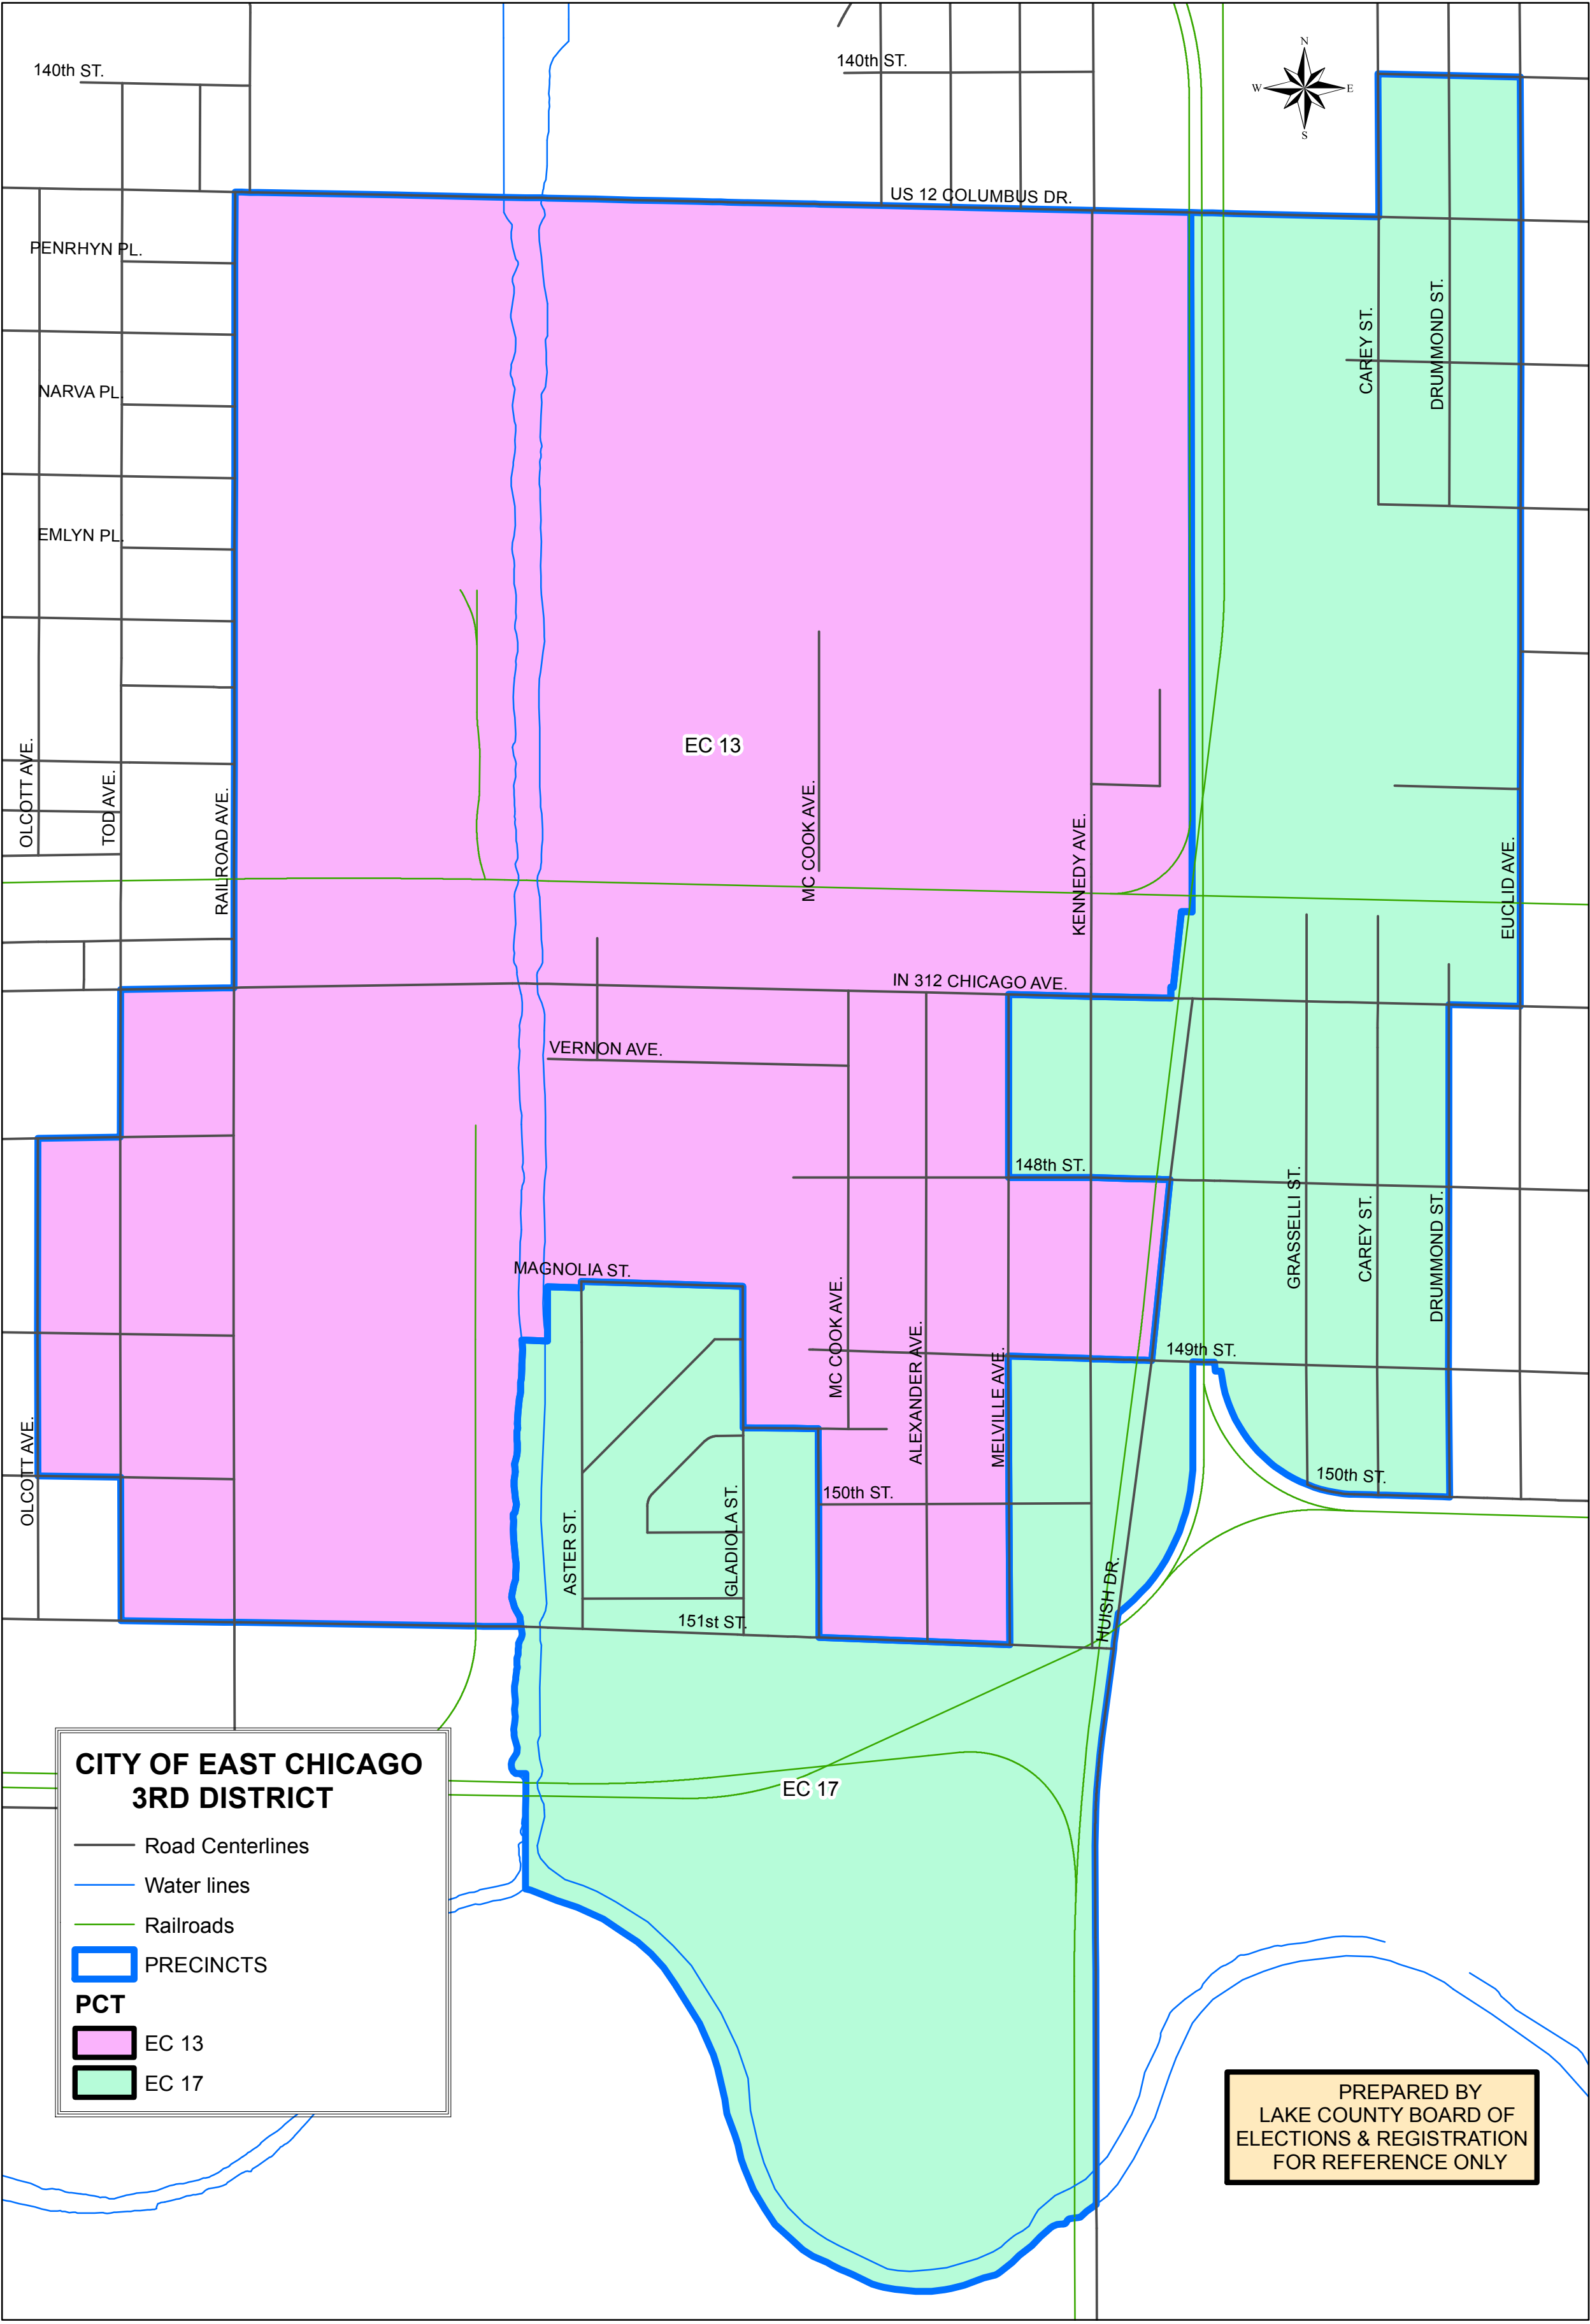 140th ST.
140th ST.
N
W
E
S
US 12 COLUMBUS DR.
PENRHYN PL.
CAREY ST.
DRUMMOND ST.
NARVA PL.
EMLYN PL.
EC 13
OLCOTT AVE.
TOD AVE.
RAILROAD AVE.
MC COOK AVE.
KENNEDY AVE.
EUCLID AVE.
IN 312 CHICAGO AVE.
VERNON AVE.
148th ST.
GRASSELLI ST.
CAREY ST.
DRUMMOND ST.
MAGNOLIA ST.
MC COOK AVE.
ALEXANDER AVE.
MELVILLE AVE.
149th ST.
OLCOTT AVE.
150th ST.
150th ST.
ASTER ST.
GLADIOLA ST.
HUISH DR.
151st ST.
EC 17
CITY OF EAST CHICAGO
3RD DISTRICT
Road Centerlines
Water lines
Railroads
PRECINCTS
PCT
EC 13
EC 17
PREPARED BY
LAKE COUNTY BOARD OF
ELECTIONS & REGISTRATION
FOR REFERENCE ONLY